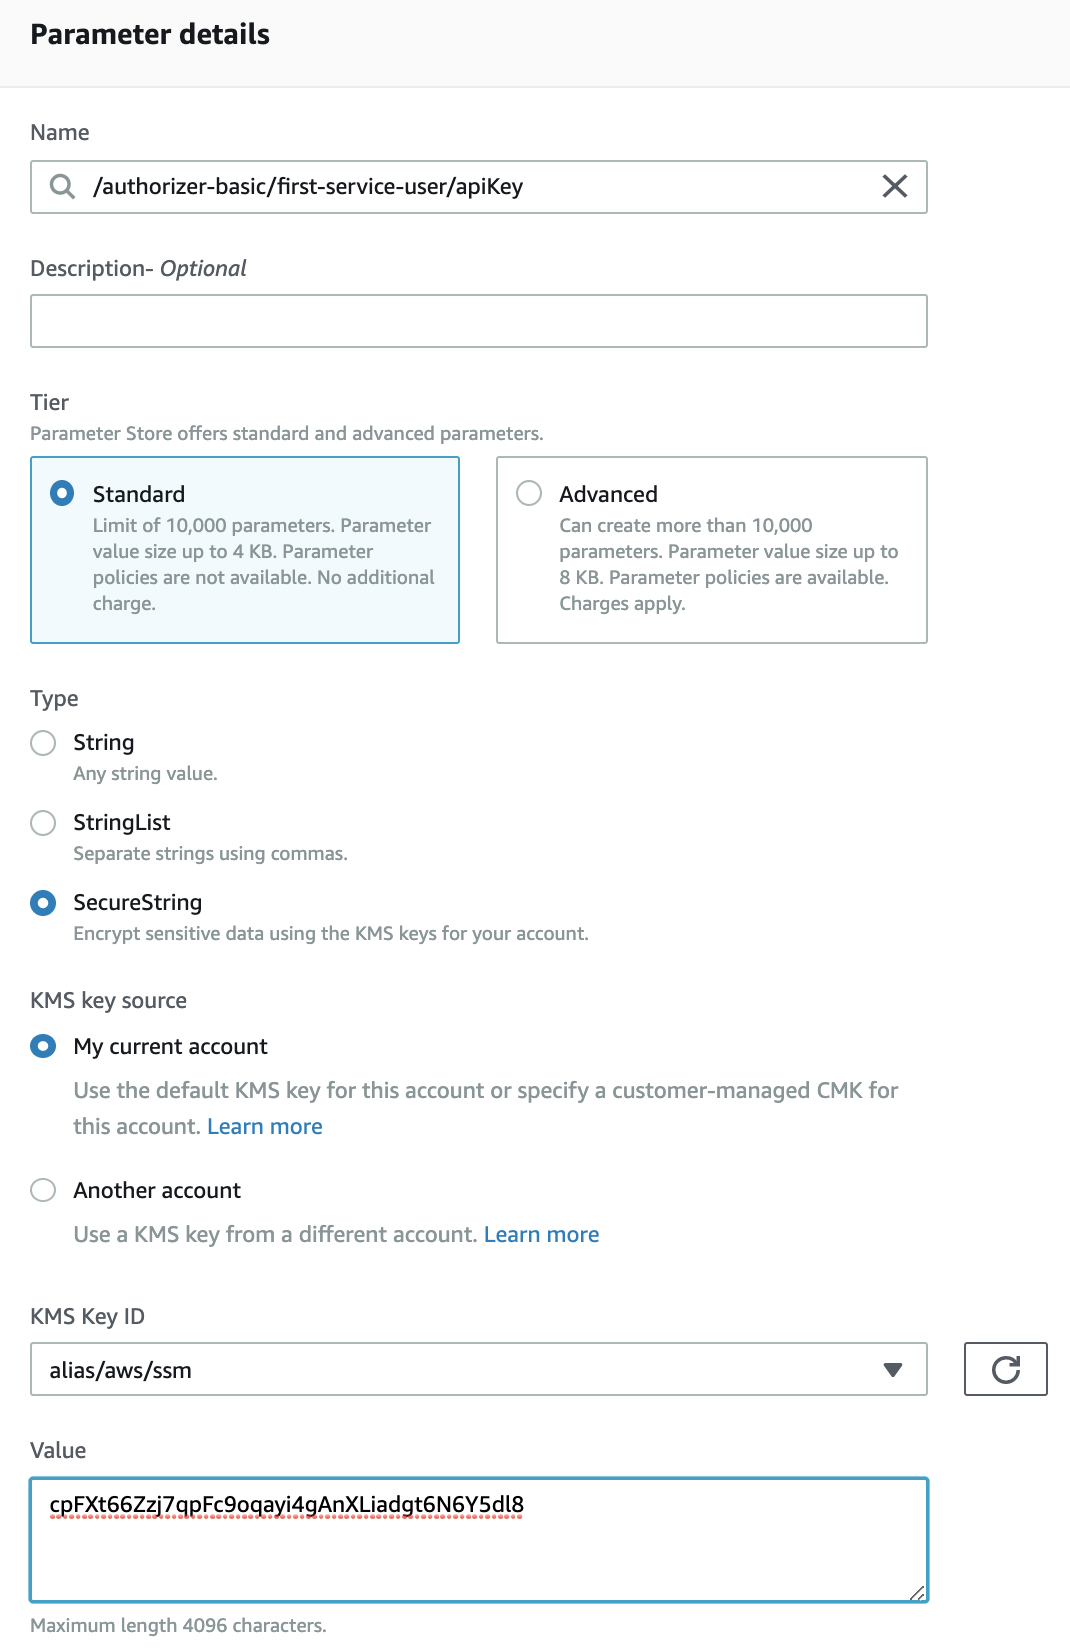 Parameter details
Name
/authorizer-basic/first-service-user/apiKey
Description- Optional
Tier
Parameter Store offers standard and advanced parameters.
Standard
Limit of 10,000 parameters. Parameter
value size up to 4 KB. Parameter
policies are not available. No additional
charge.
Advanced
Can create more than 10,000
parameters. Parameter value size up to
8 KB. Parameter policies are available.
Charges apply.
Type
String
Any string value.
StringList
Separate strings using commas.
SecureString
Encrypt sensitive data using the KMS keys for your account.
KMS key source
My current account
Use the default KMS key for this account or specify a customer-managed CMK for
this account. Learn more
Another account
Use a KMS key from a different account. Learn more
KMS Key ID
alias/aws/ssm
Value
cpFXt66Zzj7qpFc9oqayi4gAnXLiadgt6N6Y5dl8
Maximum length 4096 characters.